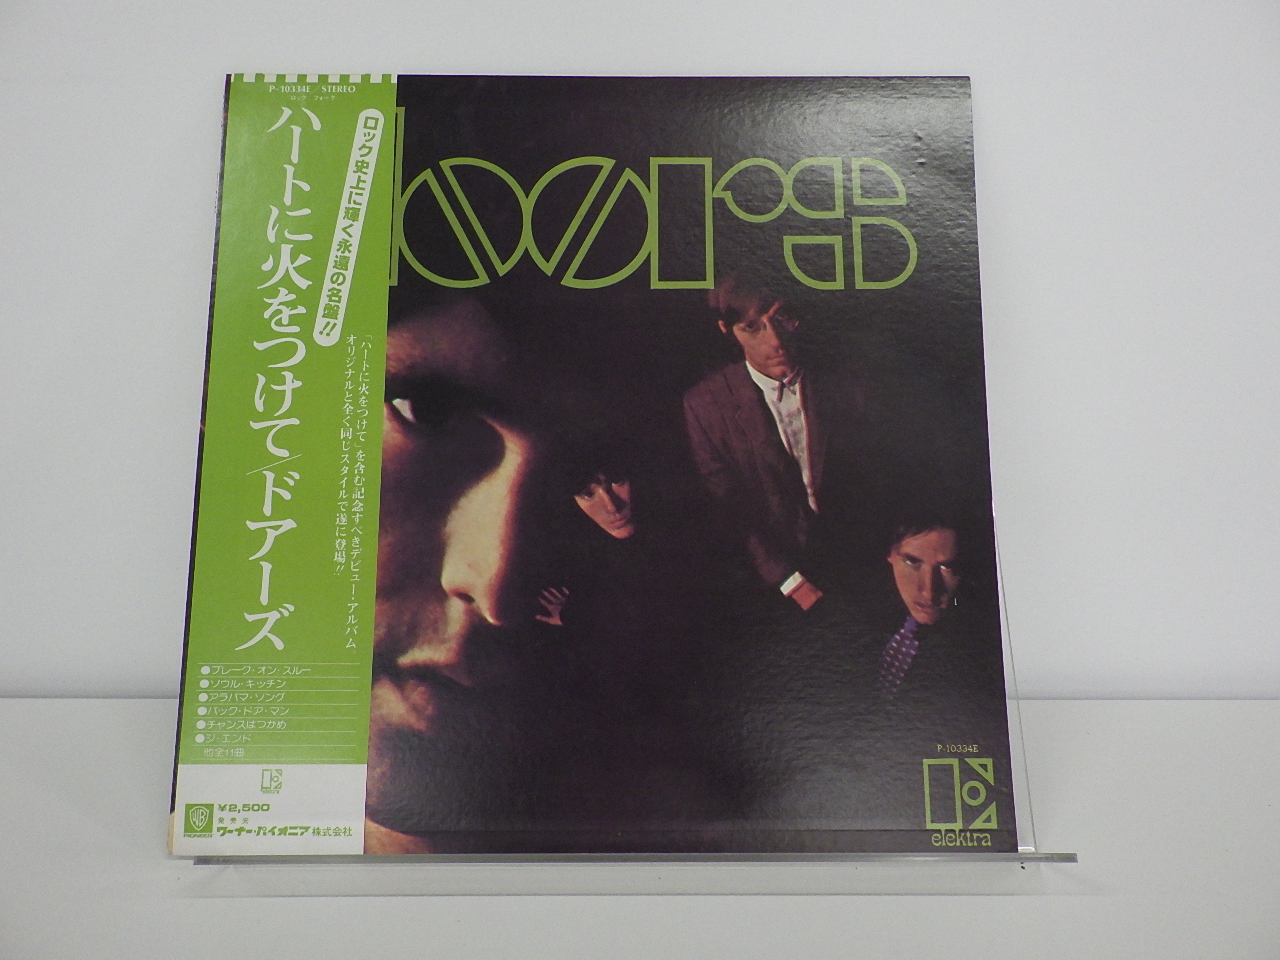 P-10334E/STEREO
ロック フォーク
ロック史上に輝く永遠の名盤!!
ハートに火をつけて/ドアーズ
「ハートに火をつけて」を含む記念すべきデビュー・アルバム
オリジナルと全く同じスタイルで遂に登場!!
●ブレーク・オン・スルー
●ソウル・キッチン
●アラバマ・ソング
●バック・ドア・マン
●チャンスはつかめ
●ジ・エンド
他全11曲
elektra
¥2,500
発売元
ワーナー・パイオニア株式会社
WB
PIONEER
DOORS
P-10334E
elektra